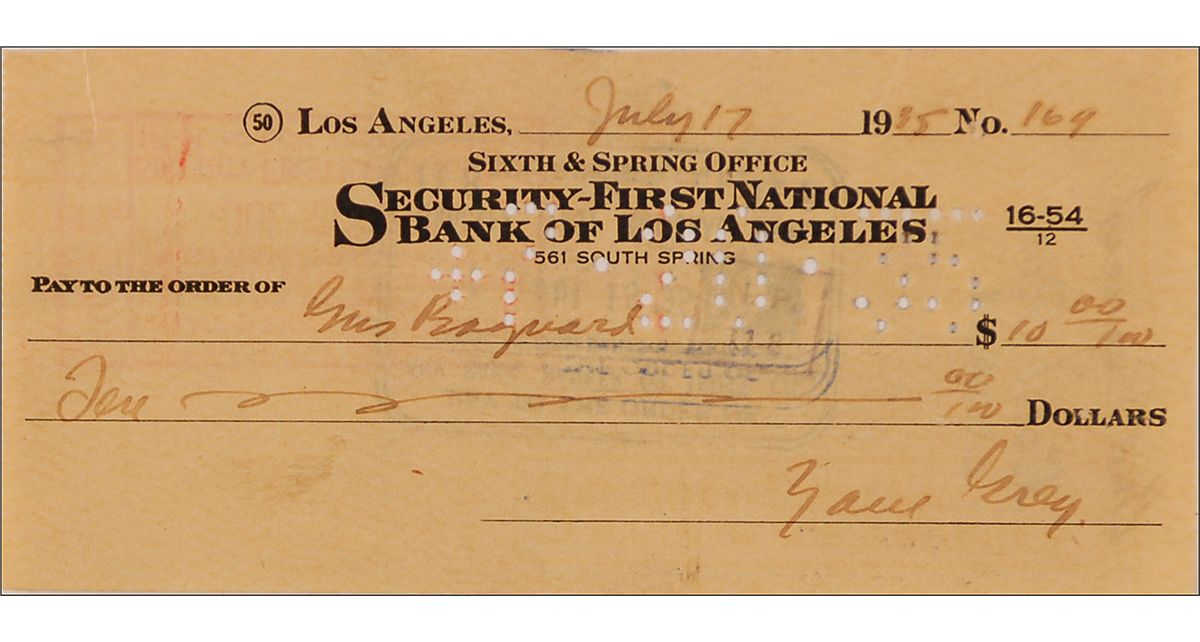 50 LOS ANGELES, July 17 1935 No. 169
SIXTH & SPRING OFFICE
SECURITY-FIRST NATIONAL
BANK OF LOS ANGELES
16-54
12
561 SOUTH SPRING
PAY TO THE ORDER OF
Gus Bagnard $ 10 00/100
Ten 00/100 DOLLARS
Zane Grey